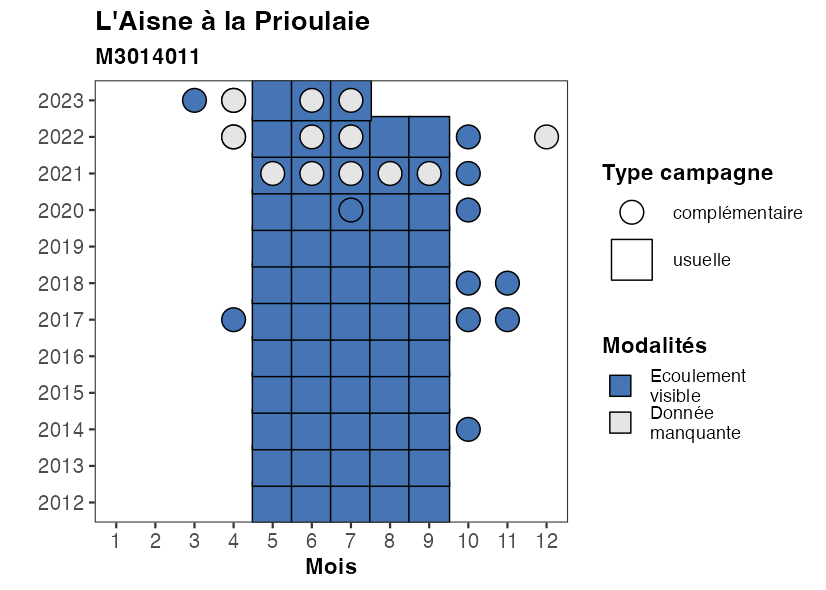 L'Aisne à la Prioulaie
M3014011
2023
2022
2021
2020
2019
2018
2017
2016
2015
2014
2013
2012
1 2 3 4 5 6 7 8 9 10 11 12
Mois
Type campagne
complémentaire
usuelle
Modalités
Ecoulement
visible
Donnée
manquante